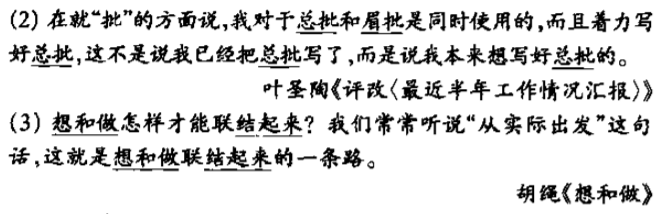 (2) 在就“批”的方面说,我对于总批和眉批是同时使用的,而且着力写
好总批,这不是说我已经把总批写了,而是说我本来想写好总批的。
叶圣陶《评改〈最近半年工作情况汇报〉》
(3) 想和做怎样才能联结起来？我们常常听说“从实际出发”这句
话,这就是想和做联结起来的一条路。
胡绳《想和做》